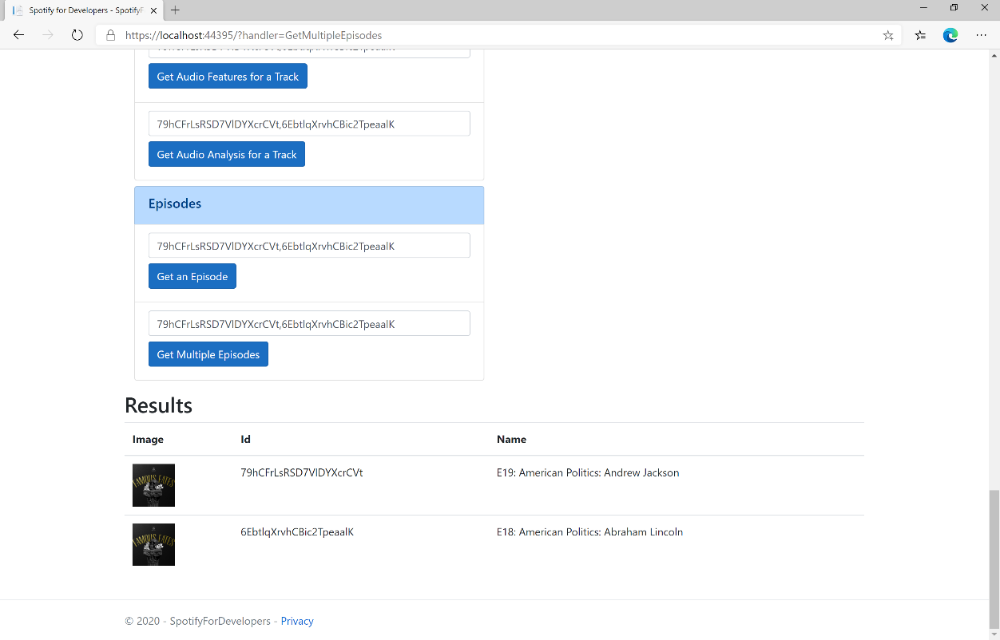 Spotify for Developers - SpotifyF
https://localhost:44395/?handler=GetMultipleEpisodes
Get Audio Features for a Track
79hCFrLsRSD7VlDYXcrCVt,6EbtlqXrvhCBic2TpeaalK
Get Audio Analysis for a Track
Episodes
79hCFrLsRSD7VlDYXcrCVt,6EbtlqXrvhCBic2TpeaalK
Get an Episode
79hCFrLsRSD7VlDYXcrCVt,6EbtlqXrvhCBic2TpeaalK
Get Multiple Episodes
Results
Image Id Name
FAMOUS FATES
79hCFrLsRSD7VlDYXcrCVt E19: American Politics: Andrew Jackson
FAMOUS FATES
6EbtlqXrvhCBic2TpeaalK E18: American Politics: Abraham Lincoln
© 2020 - SpotifyForDevelopers - Privacy